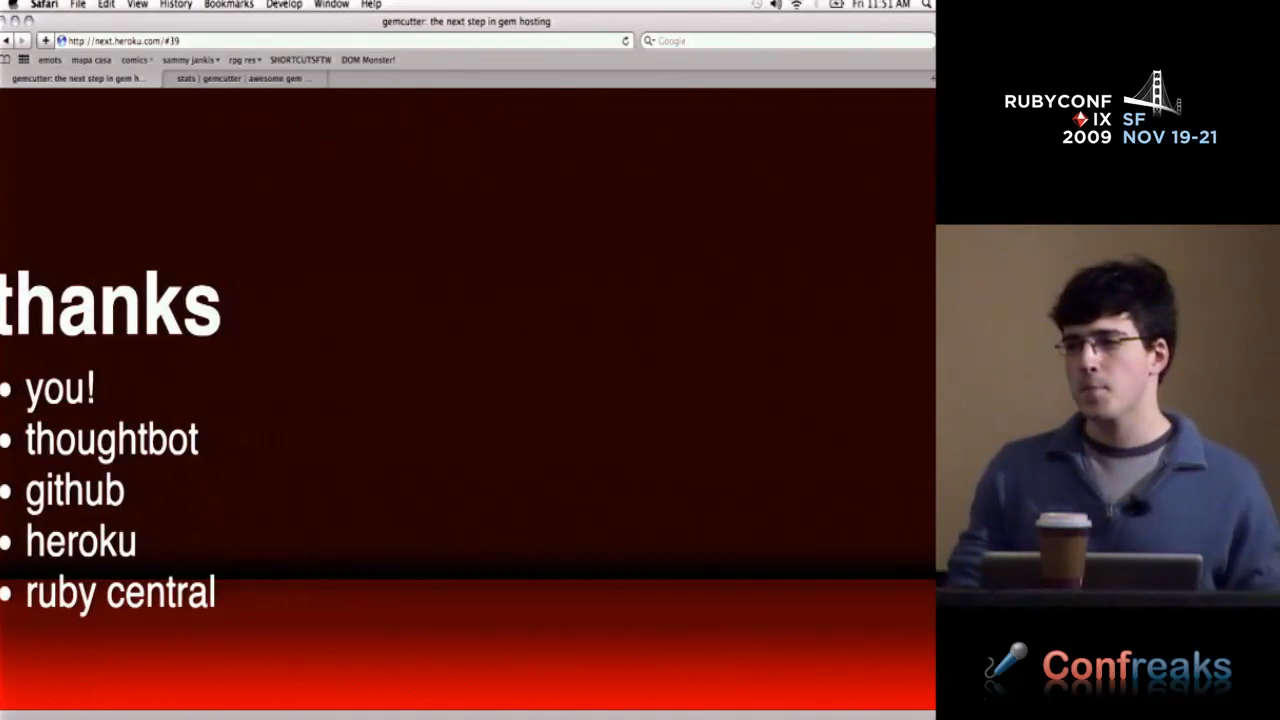 Safari File Edit View History Bookmarks Develop Window Help Fri 11:51 AM
gemcutter: the next step in gem hosting
http://next.heroku.com/#39
Google
emots mapa casa comics sammy jankis rpg res SHORTCUTSFTW DOM Monster!
gemcutter: the next step in gem h... stats | gemcutter | awesome gem ...
thanks
• you!
• thoughtbot
• github
• heroku
• ruby central
RUBYCONF
IX SF
2009 NOV 19-21
Confreaks